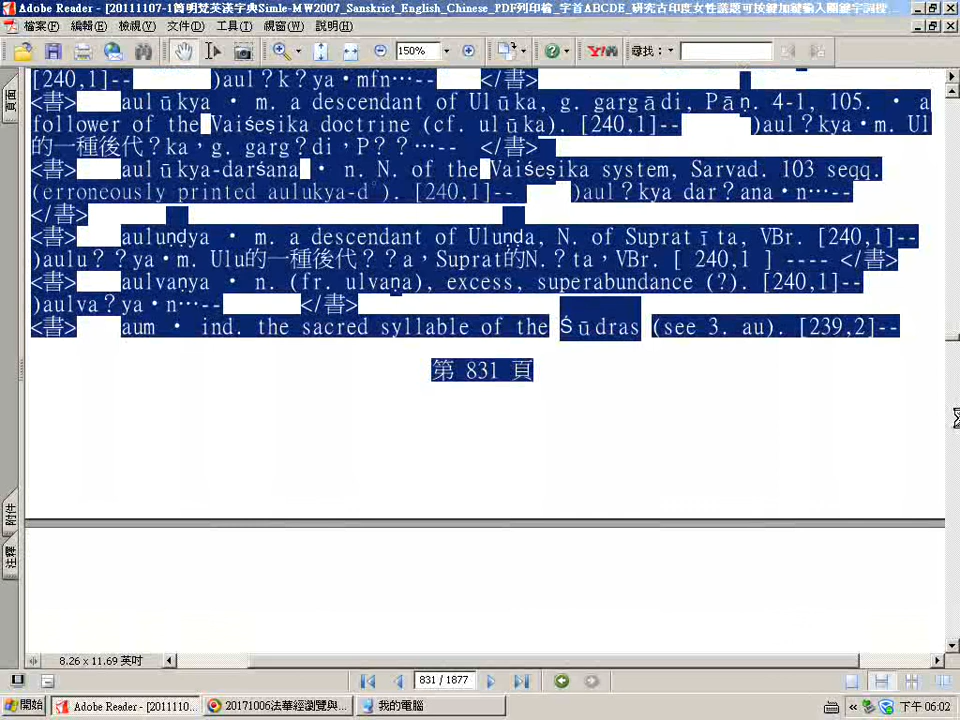 Adobe Reader - [20111107-1簡明梵英漢字典Simle-MW2007_Sanskrict_English_Chinese_PDF列印檔_字首ABCDE_研究古印度女性議題可按鍵加鍵輸入關鍵字詞搜
檔案(F) 編輯(E) 檢視(V) 文件(D) 工具(T) 視窗(W) 說明(H)
150% Y! 尋找:
頁面
[240,1]-- )aul？k？ya‧mfn…-- </書>
<書> aulūkya ‧ m. a descendant of Ulūka, g. gargādi, Pāṇ. 4-1, 105. ‧ a
follower of the Vaiśeṣika doctrine (cf. ulūka). [240,1]-- )aul？kya‧m. Ul
的一種後代？ka，g. garg？di，P？？…-- </書>
<書> aulūkya-darśana ‧ n. N. of the Vaiśeṣika system, Sarvad. 103 seqq.
(erroneously printed aulukya-d°). [240,1]-- )aul？kya dar？ana‧n…--
</書>
<書> auluṇḍya ‧ m. a descendant of Uluṇḍa, N. of Supratīta, VBr. [240,1]--
)aulu？？ya‧m. Ulu的一種後代？？a，Suprat的N.？ta，VBr. [ 240,1 ] ---- </書>
<書> aulvaṇya ‧ n. (fr. ulvaṇa), excess, superabundance (?). [240,1]--
)aulva？ya‧n…-- </書>
<書> aum ‧ ind. the sacred syllable of the Śūdras (see 3. au). [239,2]--
第 831 頁
附件
注釋
8.26 x 11.69 英吋
831 / 1877
開始 Adobe Reader - [2011110... 20171006法華經瀏覽與... 我的電腦 下午 06:02